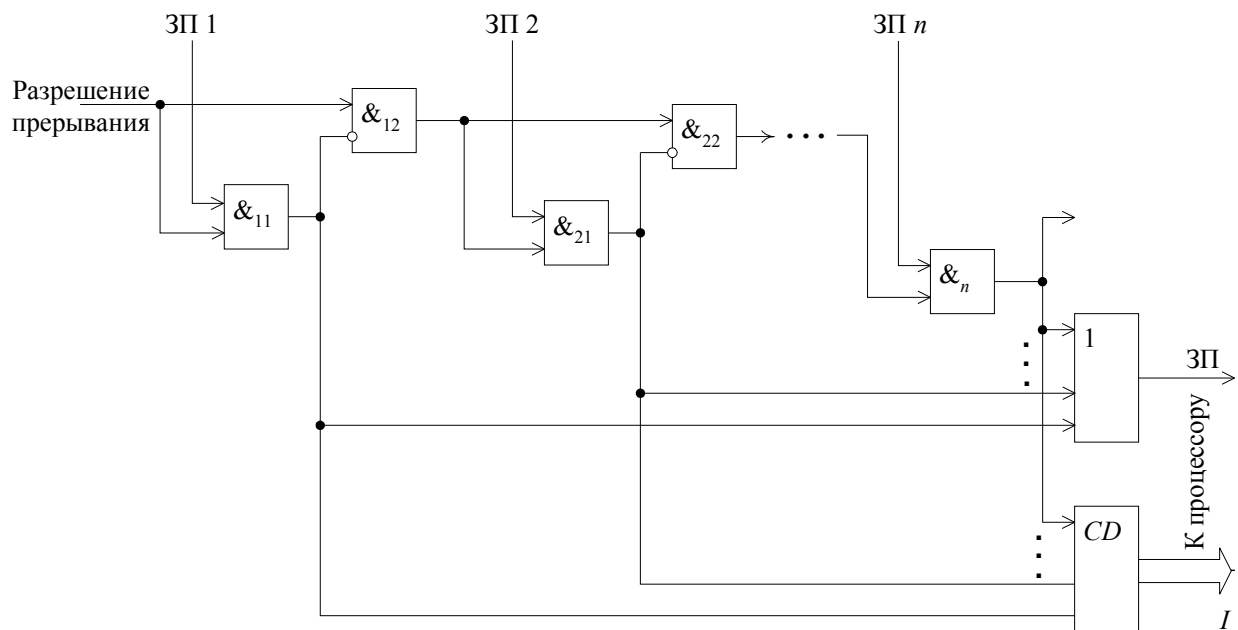 ЗП 1
ЗП 2
ЗП n
Разрешение
прерывания
&12
&22
&11
&21
&n
1
ЗП
К процессору
CD
I